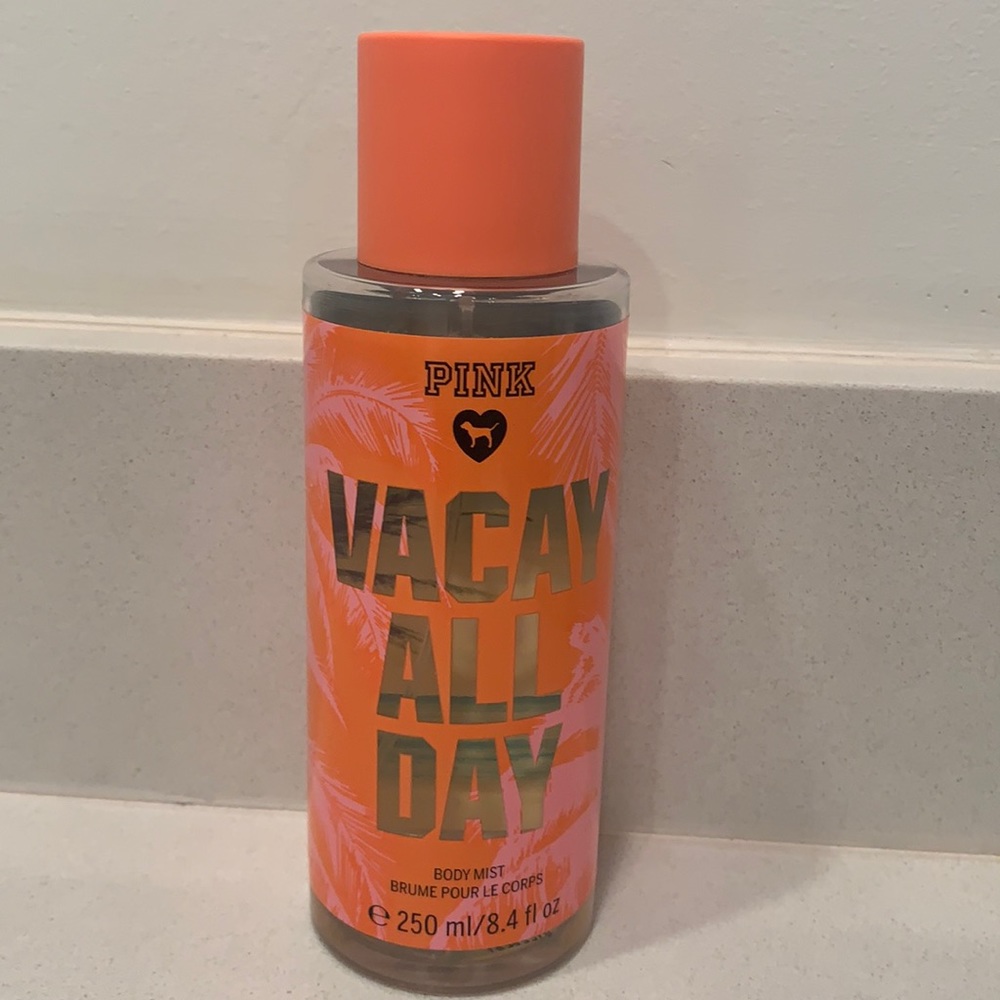 PINK
VACAY
ALL
DAY
BODY MIST
BRUME POUR LE CORPS
℮ 250 ml/8.4 fl oz